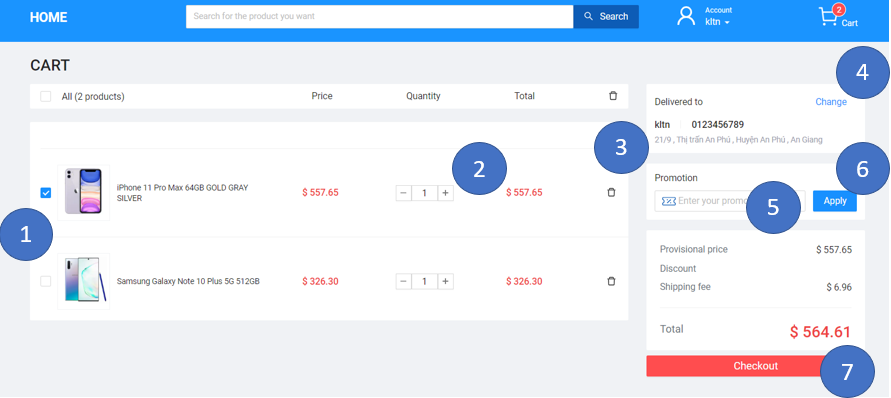 HOME
Search for the product you want
Search
Account
kltn
2
Cart
CART
4
All (2 products)
Price
Quantity
Total
Delivered to
Change
kltn
0123456789
21/9 , Thị trấn An Phú , Huyện An Phú , An Giang
3
2
6
Promotion
Enter your
5
Apply
iPhone 11 Pro Max 64GB GOLD GRAY
SILVER
$ 557.65
− 1 +
$ 557.65
1
Provisional price
$ 557.65
Discount
Shipping fee
$ 6.96
Samsung Galaxy Note 10 Plus 5G 512GB
$ 326.30
− 1 +
$ 326.30
Total
$ 564.61
Checkout
7